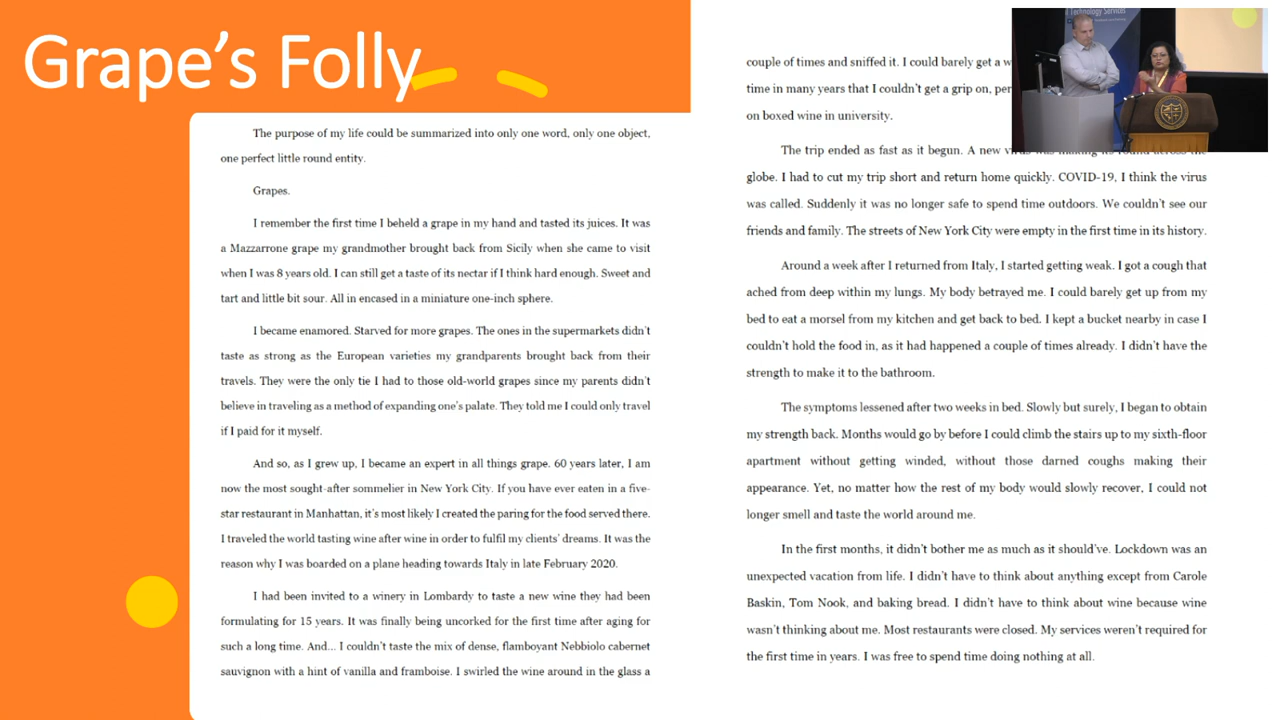 Grape's Folly
The purpose of my life could be summarized into only one word, only one object,
one perfect little round entity.
Grapes.
I remember the first time I beheld a grape in my hand and tasted its juices. It was
a Mazzarrone grape my grandmother brought back from Sicily when she came to visit
when I was 8 years old. I can still get a taste of its nectar if I think hard enough. Sweet and
tart and little bit sour. All in encased in a miniature one-inch sphere.
I became enamored. Starved for more grapes. The ones in the supermarkets didn't
taste as strong as the European varieties my grandparents brought back from their
travels. They were the only tie I had to those old-world grapes since my parents didn't
believe in traveling as a method of expanding one's palate. They told me I could only travel
if I paid for it myself.
And so, as I grew up, I became an expert in all things grape. 60 years later, I am
now the most sought-after sommelier in New York City. If you have ever eaten in a five-
star restaurant in Manhattan, it's most likely I created the paring for the food served there.
I traveled the world tasting wine after wine in order to fulfil my clients' dreams. It was the
reason why I was boarded on a plane heading towards Italy in late February 2020.
I had been invited to a winery in Lombardy to taste a new wine they had been
formulating for 15 years. It was finally being uncorked for the first time after aging for
such a long time. And... I couldn't taste the mix of dense, flamboyant Nebbiolo cabernet
sauvignon with a hint of vanilla and framboise. I swirled the wine around in the glass a
couple of times and sniffed it. I could barely get a
time in many years that I couldn't get a grip on,
on boxed wine in university.
The trip ended as fast as it begun. A new
globe. I had to cut my trip short and return home quickly. COVID-19, I think the virus
was called. Suddenly it was no longer safe to spend time outdoors. We couldn't see our
friends and family. The streets of New York City were empty in the first time in its history.
Around a week after I returned from Italy, I started getting weak. I got a cough that
ached from deep within my lungs. My body betrayed me. I could barely get up from my
bed to eat a morsel from my kitchen and get back to bed. I kept a bucket nearby in case I
couldn't hold the food in, as it had happened a couple of times already. I didn't have the
strength to make it to the bathroom.
The symptoms lessened after two weeks in bed. Slowly but surely, I began to obtain
my strength back. Months would go by before I could climb the stairs up to my sixth-floor
apartment without getting winded, without those darned coughs making their
appearance. Yet, no matter how the rest of my body would slowly recover, I could not
longer smell and taste the world around me.
In the first months, it didn't bother me as much as it should've. Lockdown was an
unexpected vacation from life. I didn't have to think about anything except from Carole
Baskin, Tom Nook, and baking bread. I didn't have to think about wine because wine
wasn't thinking about me. Most restaurants were closed. My services weren't required for
the first time in years. I was free to spend time doing nothing at all.
Technology Services